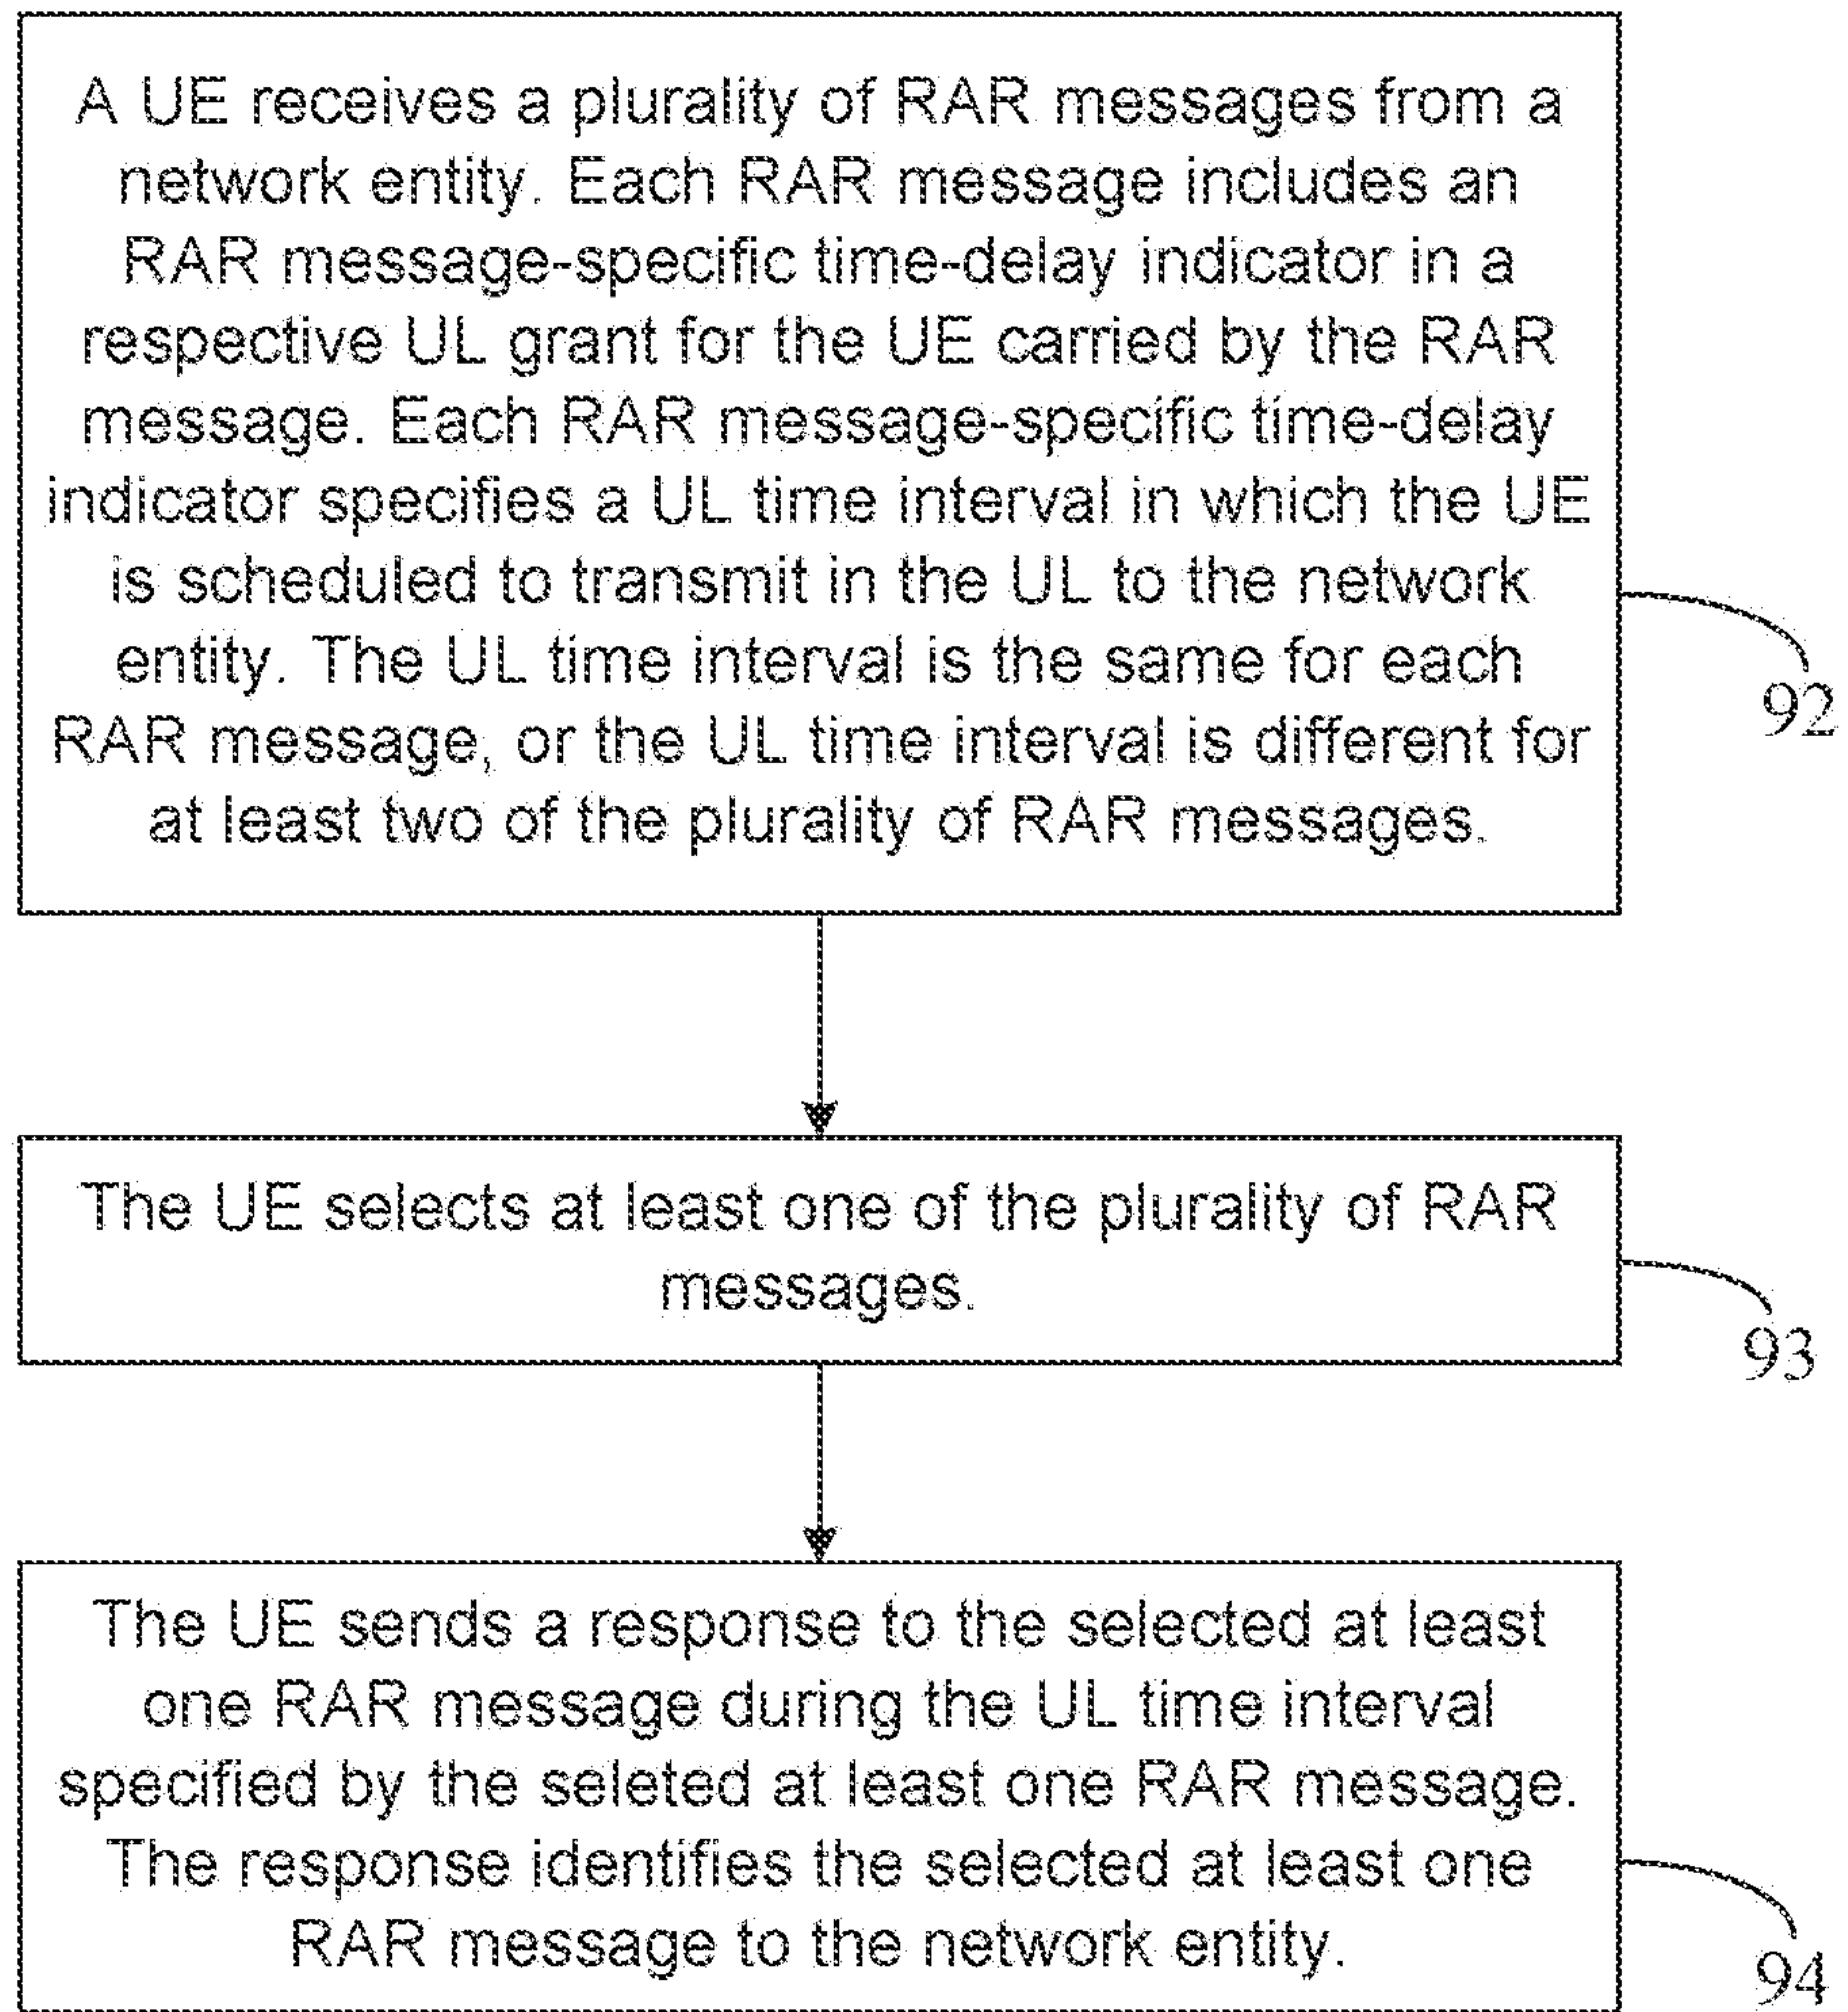 A UE receives a plurality of RAR messages from a
network entity. Each RAR message includes an
RAR message-specific time-delay indicator in a
respective UL grant for the UE carried by the RAR
message. Each RAR message-specific time-delay
indicator specifies a UL time interval in which the UE
is scheduled to transmit in the UL to the network
entity. The UL time interval is the same for each
RAR message, or the UL time interval is different for
at least two of the plurality of RAR messages.
92
The UE selects at least one of the plurality of RAR
messages.
93
The UE sends a response to the selected at least
one RAR message during the UL time interval
specified by the seleted at least one RAR message.
The response identifies the selected at least one
RAR message to the network entity.
94